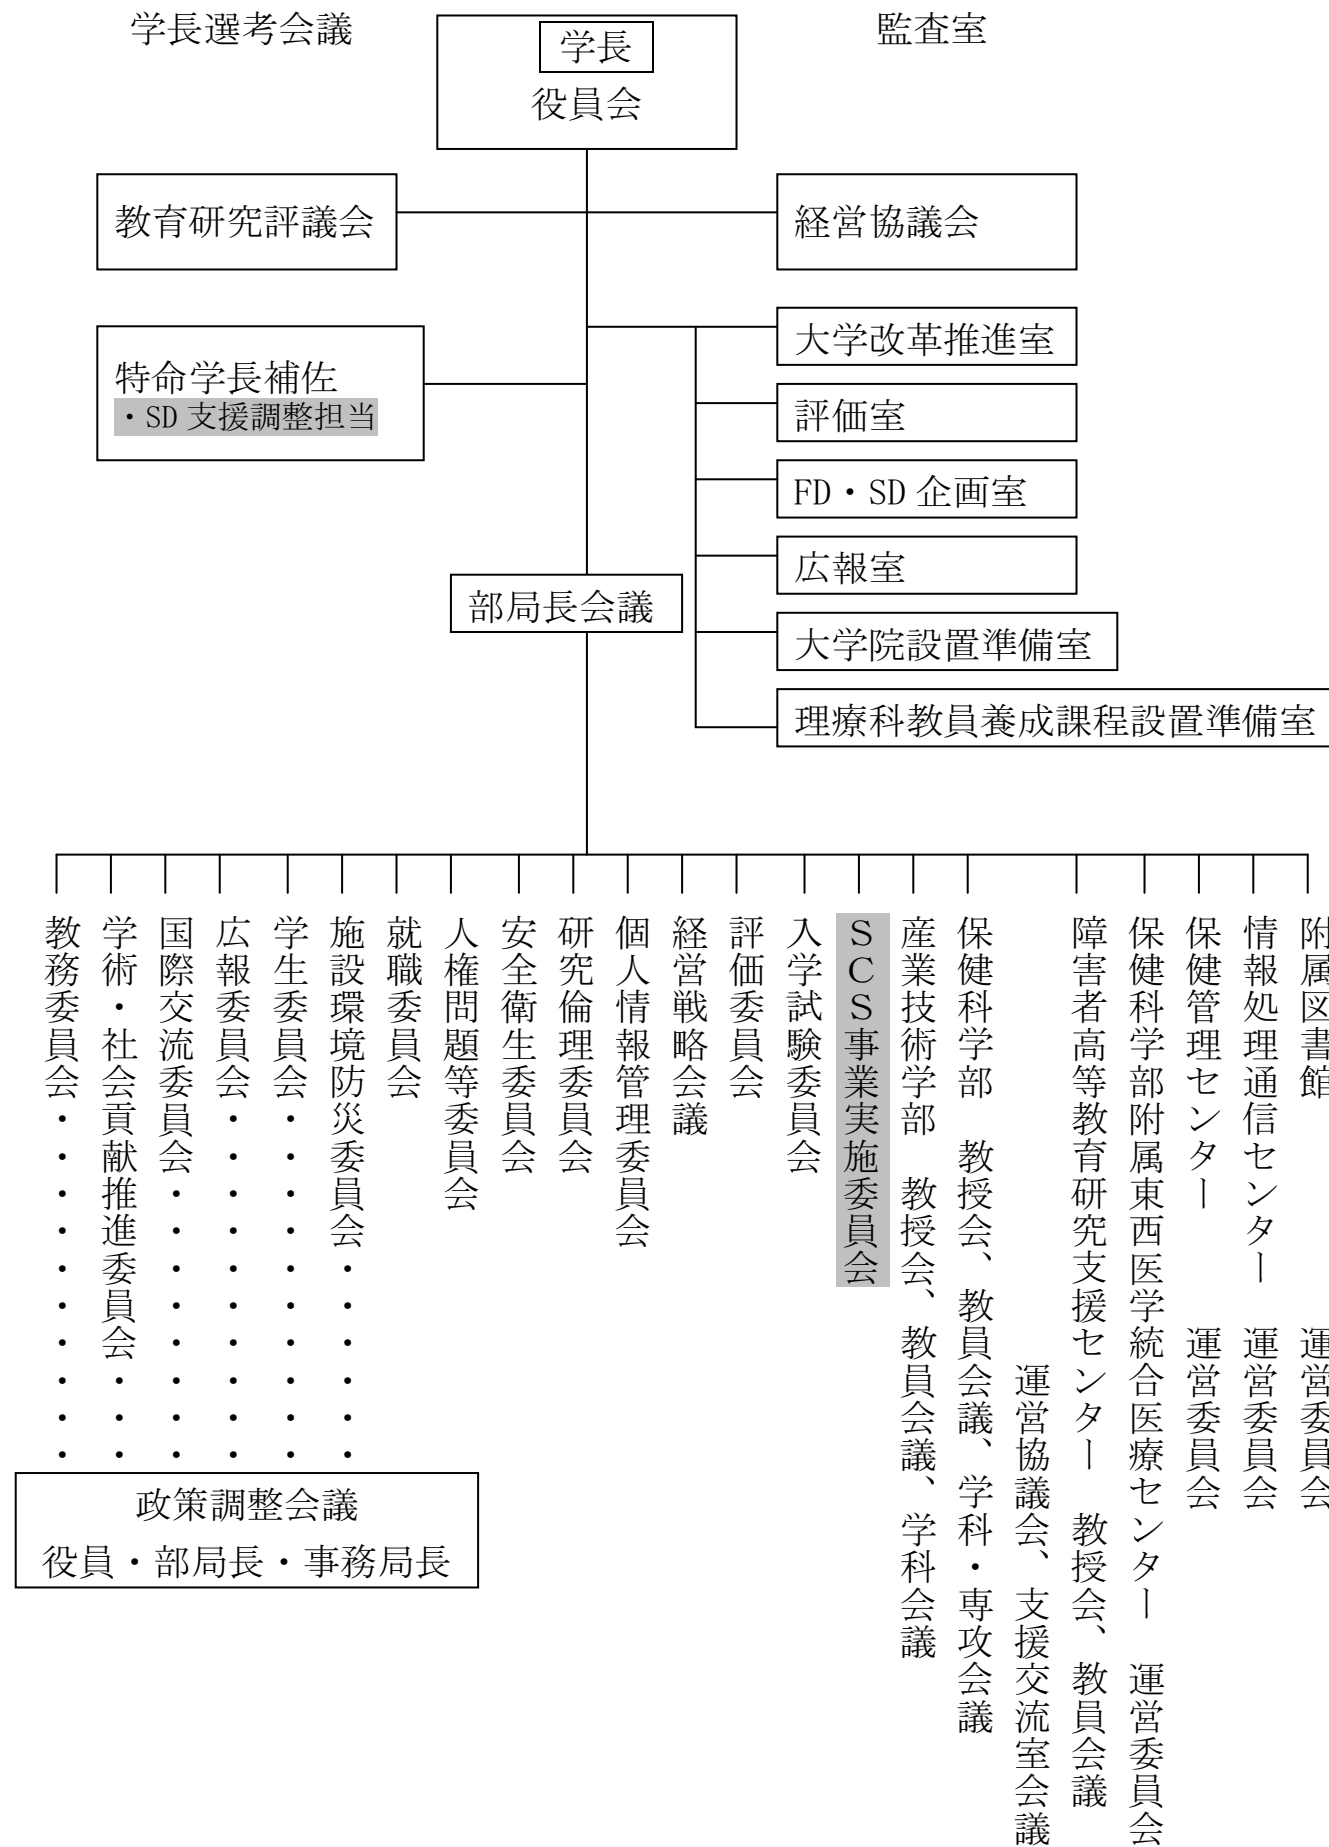 学長選考会議
学長
監査室
役員会
教育研究評議会
経営協議会
特命学長補佐
・SD 支援調整担当
大学改革推進室
評価室
FD・SD 企画室
広報室
大学院設置準備室
理療科教員養成課程設置準備室
部局長会議
教務委員会・・・・・・・・・・
学術・社会貢献推進委員会・・・
国際交流委員会・・・・・・・・
広報委員会・・・・・・・・・・
学生委員会・・・・・・・・・・
施設環境防災委員会・・・・・・
就職委員会
人権問題等委員会
安全衛生委員会
研究倫理委員会
個人情報管理委員会
経営戦略会議
評価委員会
入学試験委員会
ＳＣＳ事業実施委員会
産業技術学部　教授会、教員会議、学科会議
保健科学部　教授会、教員会議、学科・専攻会議
障害者高等教育研究支援センター　教授会、教員会議
運営協議会、支援交流室会議
保健科学部附属東西医学統合医療センター　運営委員会
保健管理センター　運営委員会
情報処理通信センター　運営委員会
附属図書館　運営委員会
政策調整会議
役員・部局長・事務局長